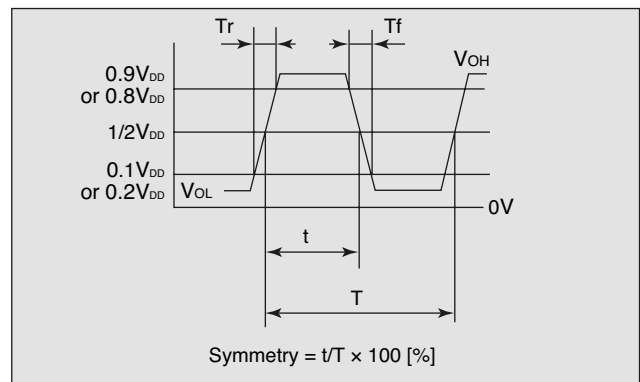 Tr
Tf
VOH
0.9VDD
or 0.8VDD
1/2VDD
0.1VDD
or 0.2VDD
VOL
0V
t
T
Symmetry = t/T × 100 [%]